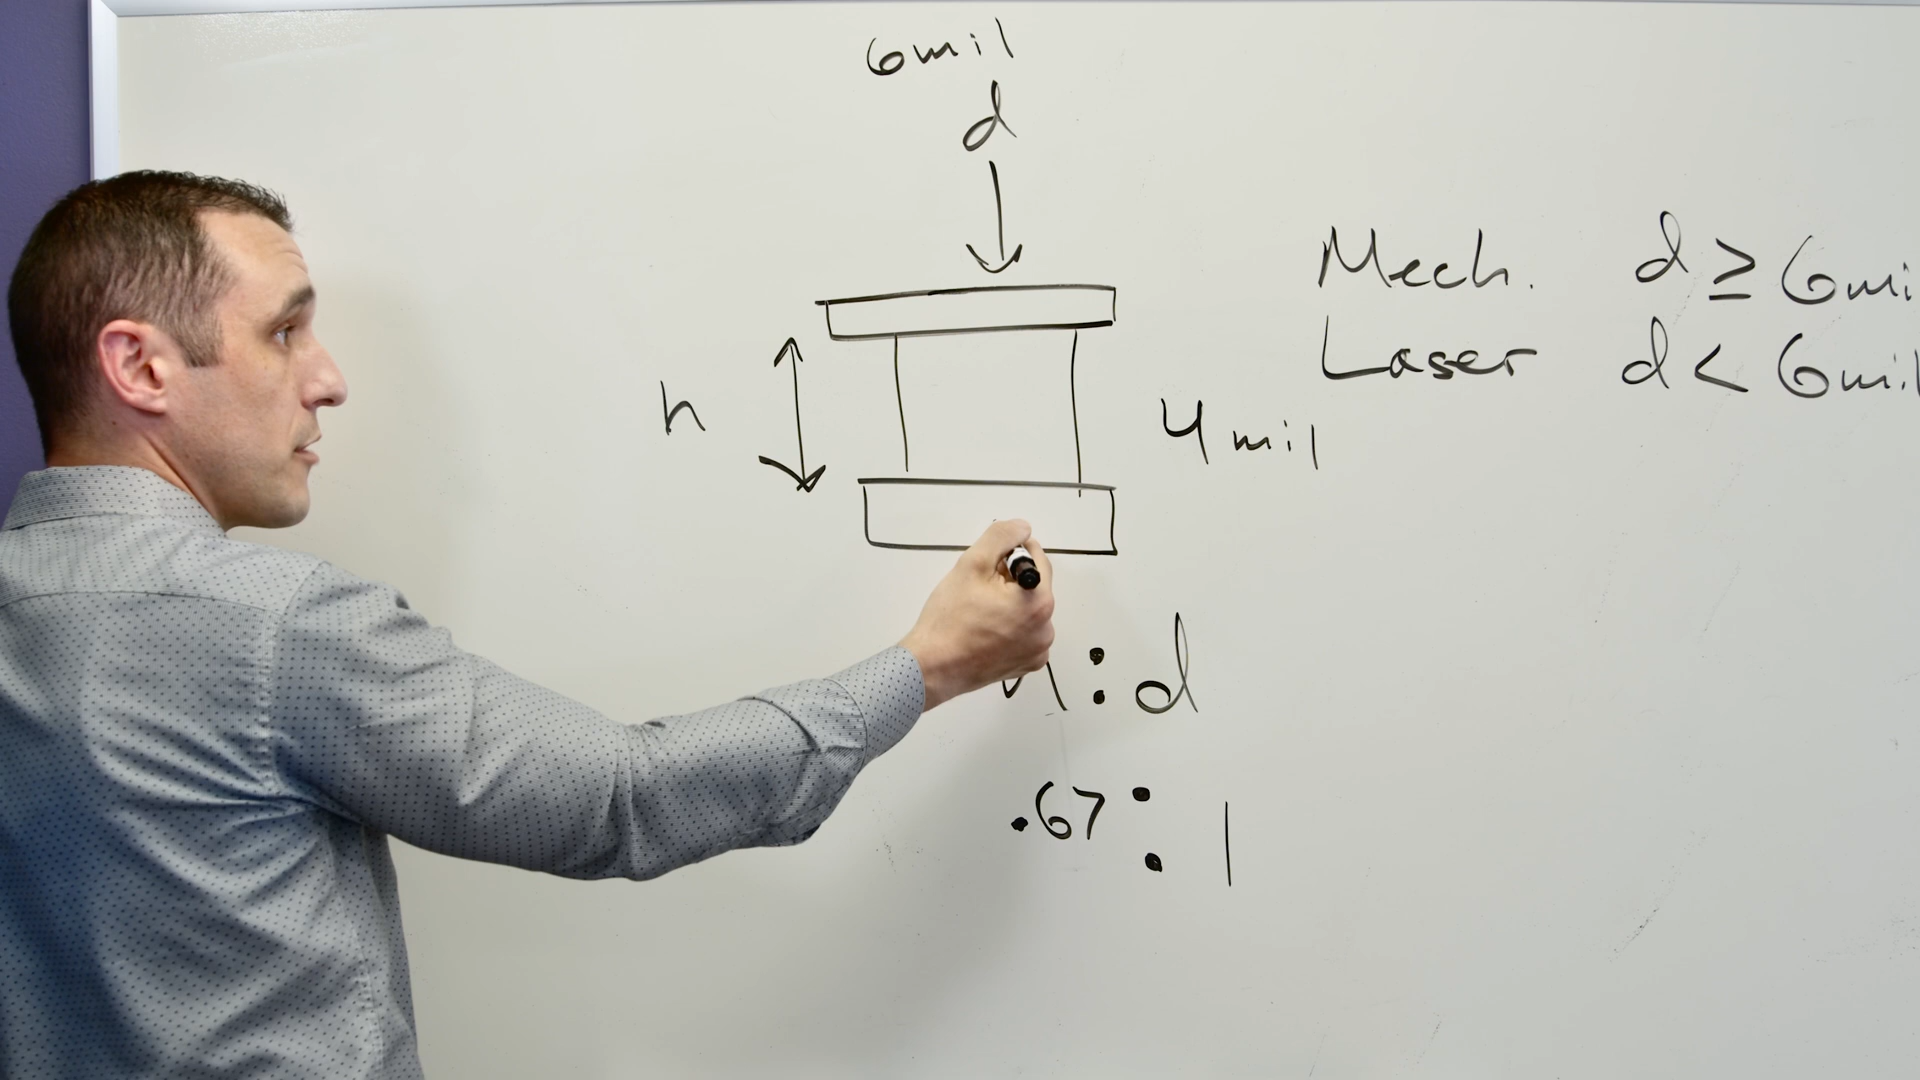 6mil
d
Mech. d ≥ 6mi
Laser d < 6mil
h
4mil
: d
.67 : 1